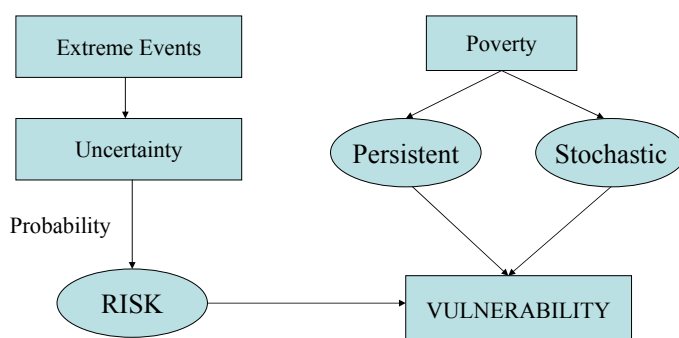 Extreme Events
Poverty
Uncertainty
Persistent
Stochastic
Probability
RISK
VULNERABILITY